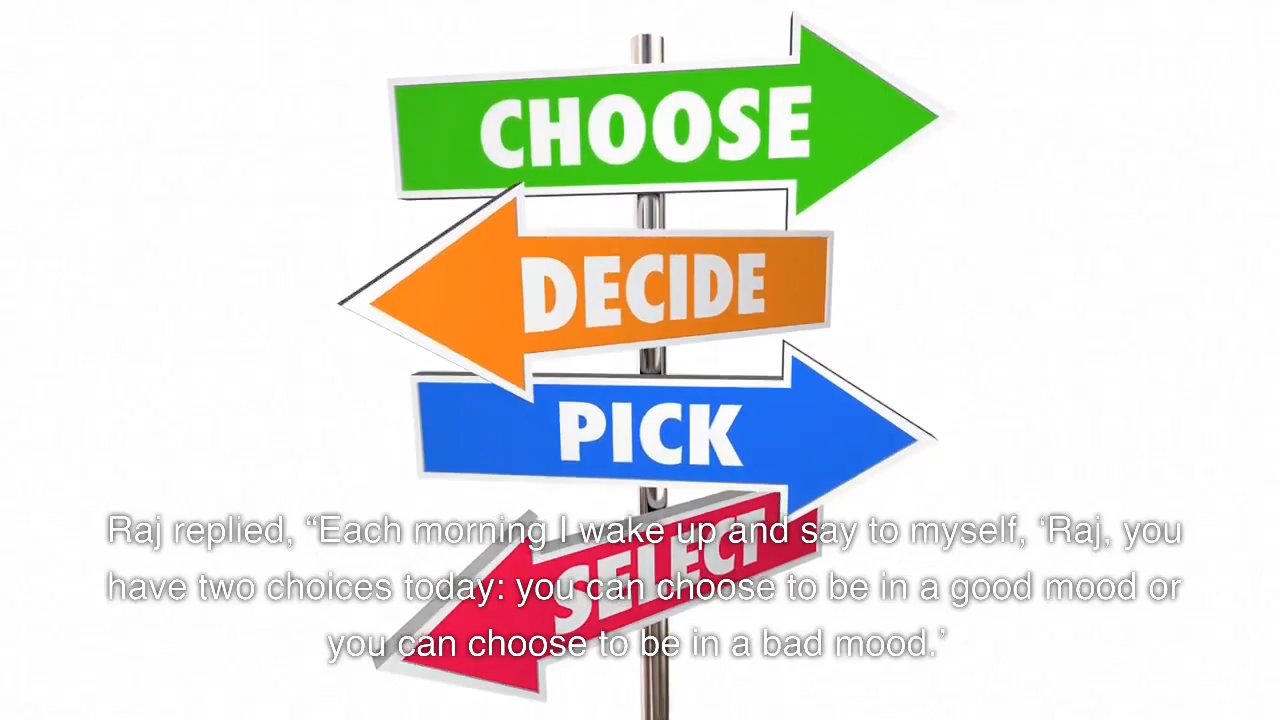 CHOOSE
DECIDE
PICK
SELECT
Raj replied, “Each morning I wake up and say to myself, ‘Raj, you
have two choices today: you can choose to be in a good mood or
you can choose to be in a bad mood.’